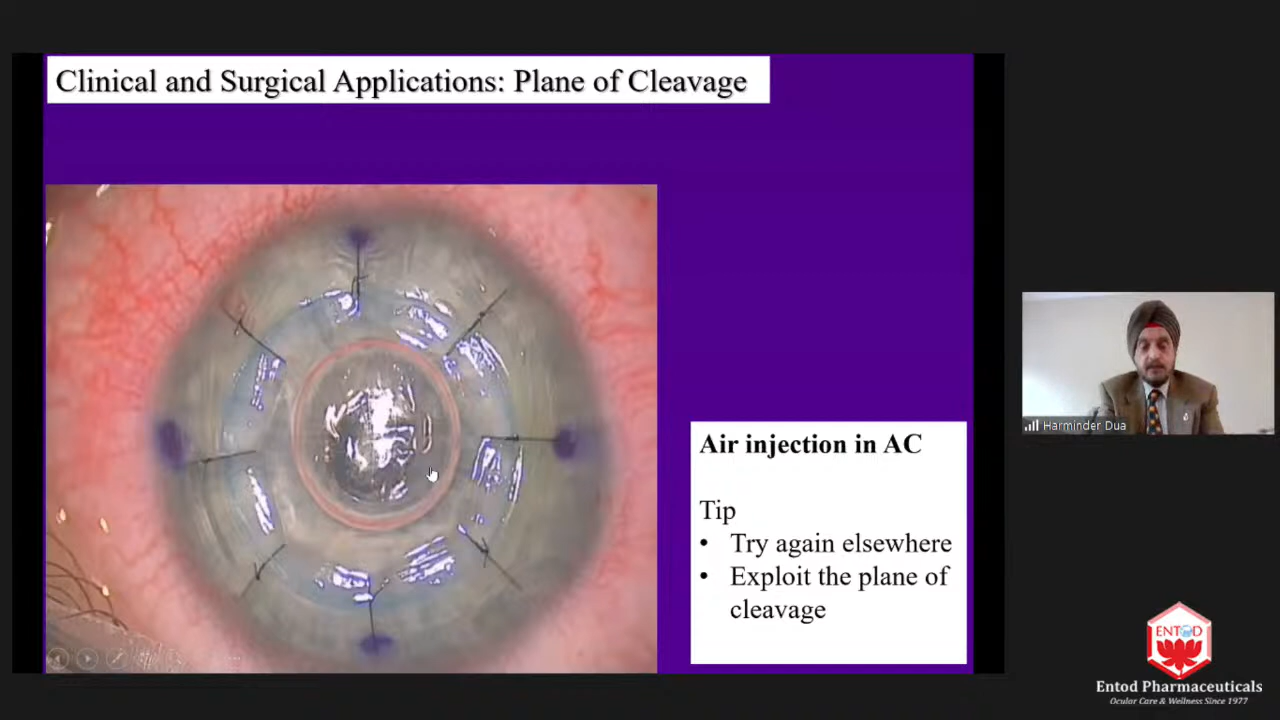 Clinical and Surgical Applications: Plane of Cleavage
Air injection in AC
Tip
• Try again elsewhere
• Exploit the plane of
cleavage
Harminder Dua
ENTOD
Entod Pharmaceuticals
Ocular Care & Wellness Since 1977